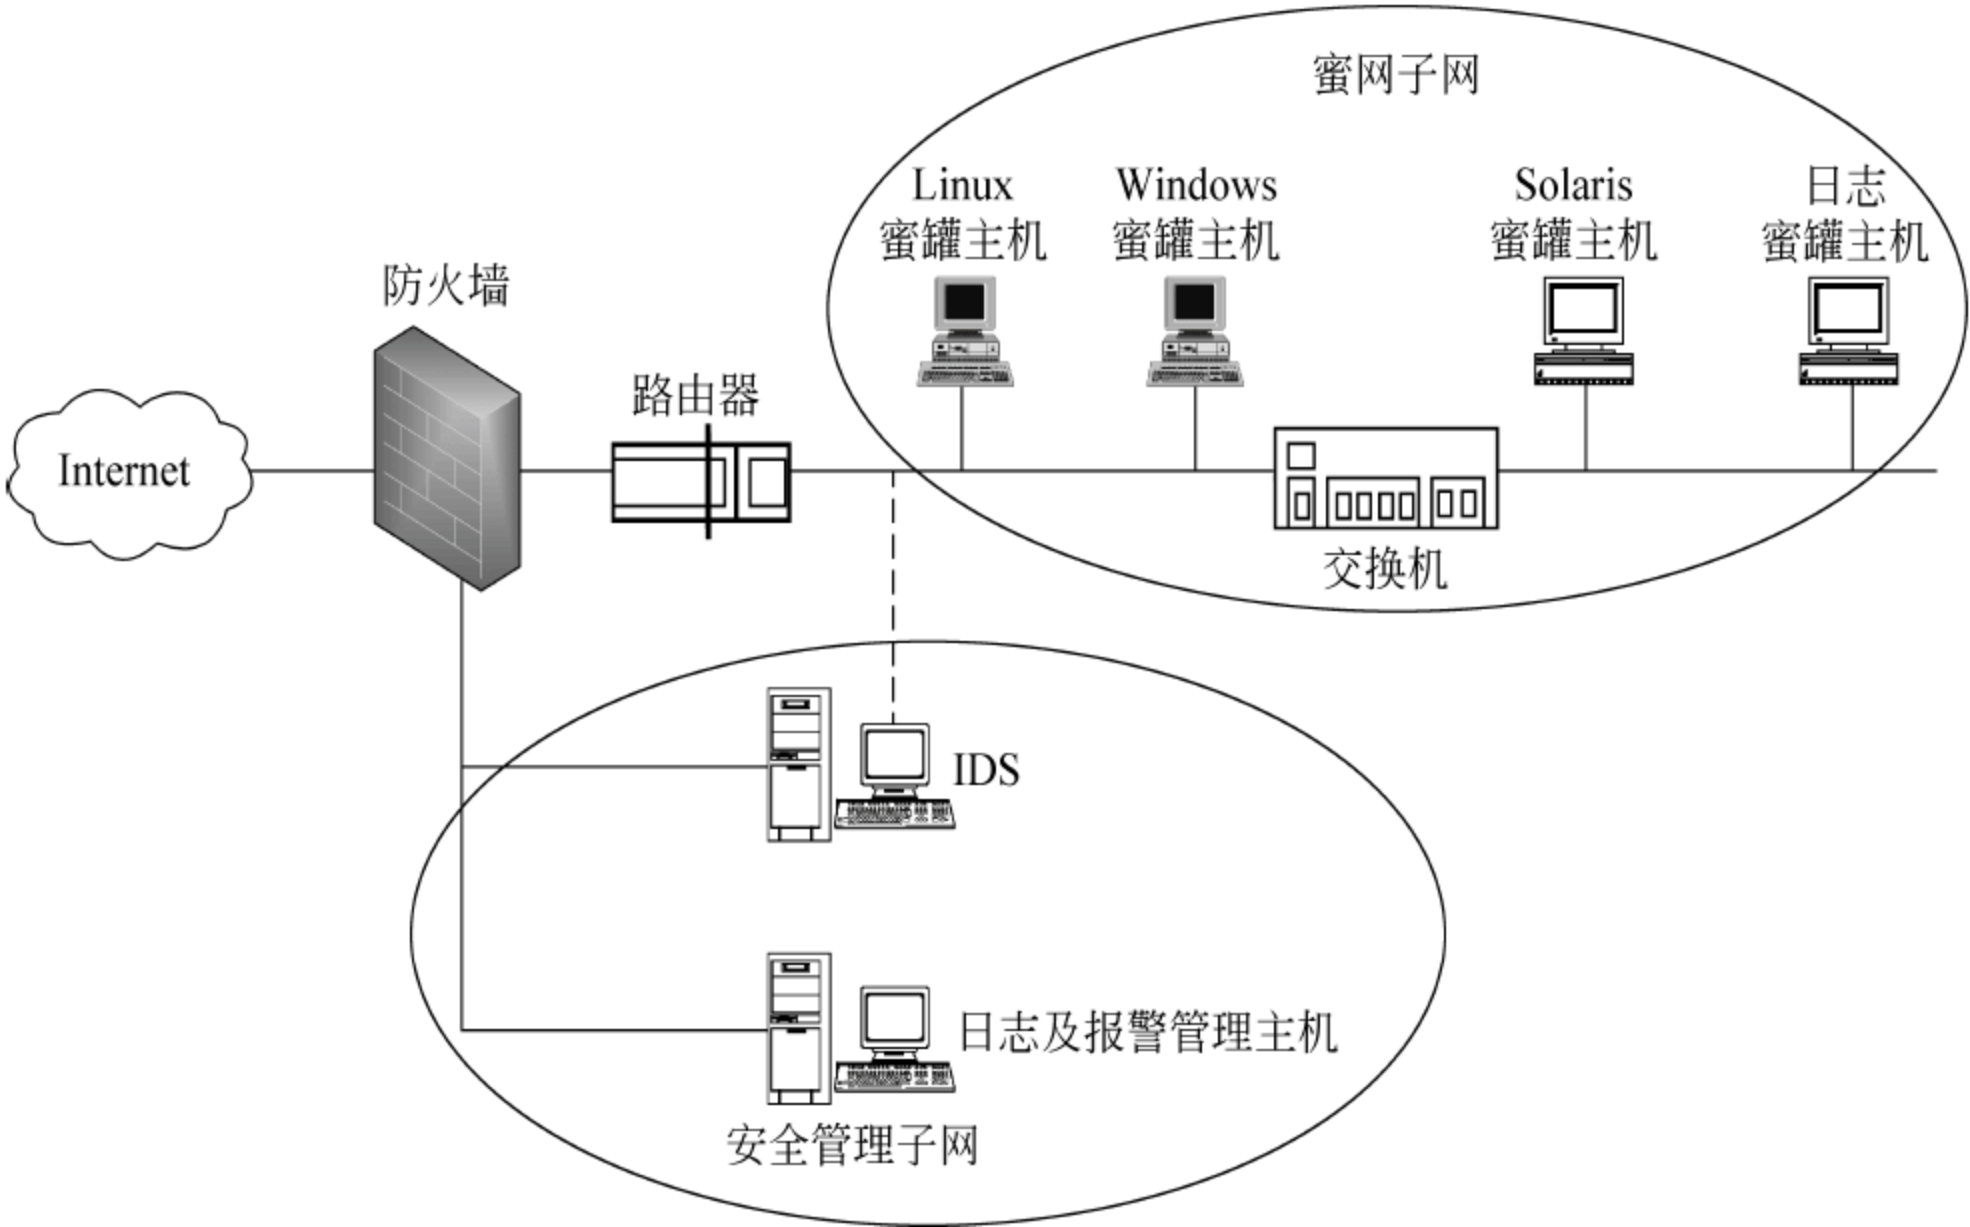 蜜网子网
Linux
蜜罐主机
Windows
蜜罐主机
Solaris
蜜罐主机
日志
蜜罐主机
防火墙
路由器
Internet
交换机
IDS
日志及报警管理主机
安全管理子网